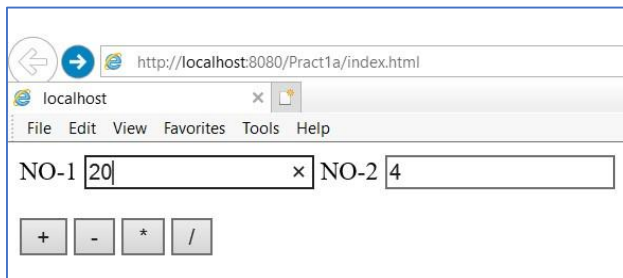 http://localhost:8080/Pract1a/index.html
localhost ×
File Edit View Favorites Tools Help
NO-1 20 × NO-2 4
+ - * /